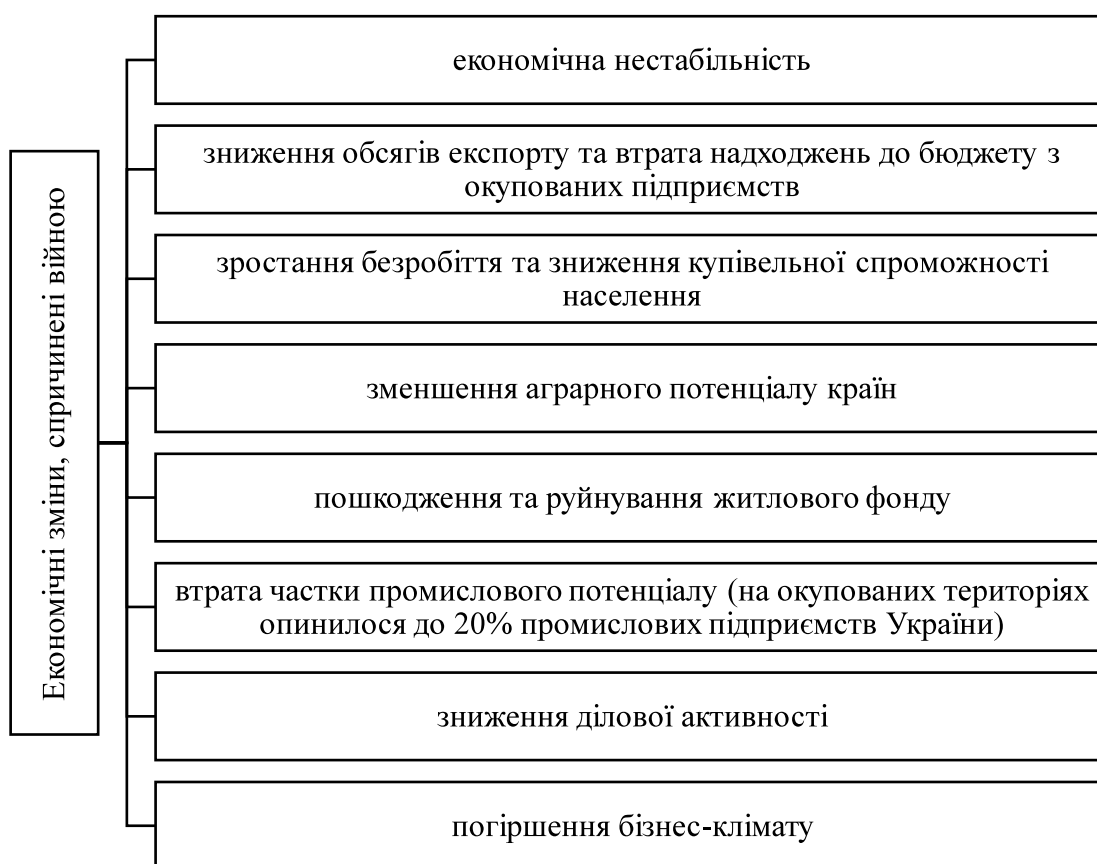 Економічні зміни, спричинені війною
економічна нестабільність
зниження обсягів експорту та втрата надходжень до бюджету з
окупованих підприємств
зростання безробіття та зниження купівельної спроможності
населення
зменшення аграрного потенціалу країн
пошкодження та руйнування житлового фонду
втрата частки промислового потенціалу (на окупованих територіях
опинилося до 20% промислових підприємств України)
зниження ділової активності
погіршення бізнес-клімату